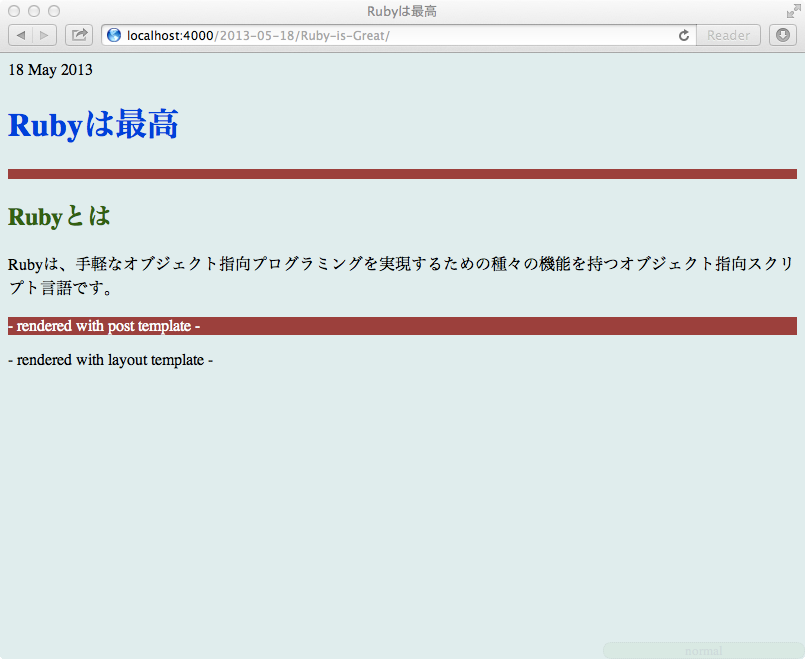 Rubyは最高
localhost:4000/2013-05-18/Ruby-is-Great/
Reader
18 May 2013
Rubyは最高
Rubyとは
Rubyは、手軽なオブジェクト指向プログラミングを実現するための種々の機能を持つオブジェクト指向スクリ
プト言語です。
- rendered with post template -
- rendered with layout template -
normal